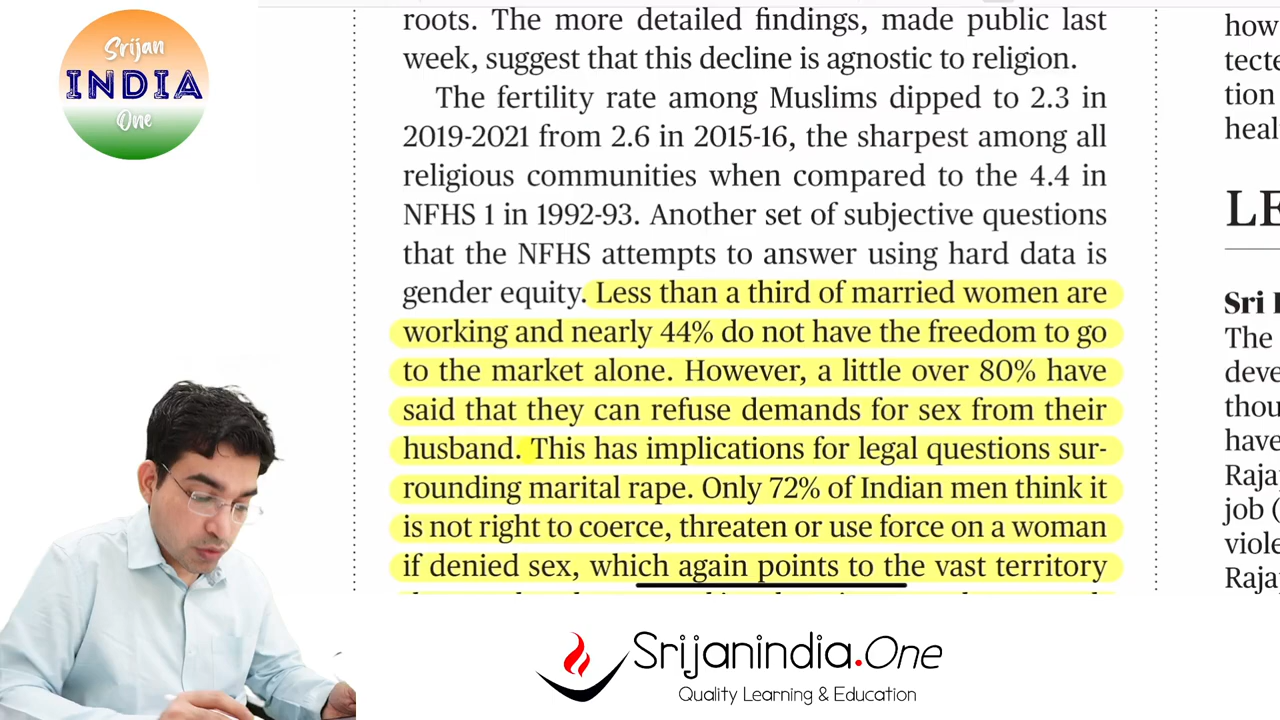 Srijan
INDIA
One
roots. The more detailed findings, made public last
week, suggest that this decline is agnostic to religion.
The fertility rate among Muslims dipped to 2.3 in
2019-2021 from 2.6 in 2015-16, the sharpest among all
religious communities when compared to the 4.4 in
NFHS 1 in 1992-93. Another set of subjective questions
that the NFHS attempts to answer using hard data is
gender equity. Less than a third of married women are
working and nearly 44% do not have the freedom to go
to the market alone. However, a little over 80% have
said that they can refuse demands for sex from their
husband. This has implications for legal questions sur-
rounding marital rape. Only 72% of Indian men think it
is not right to coerce, threaten or use force on a woman
if denied sex, which again points to the vast territory
how
tecte
tion
heal
LE
Sri
The
deve
thou
have
Raja
job (
viole
Raja
Srijanindia.One
Quality Learning & Education